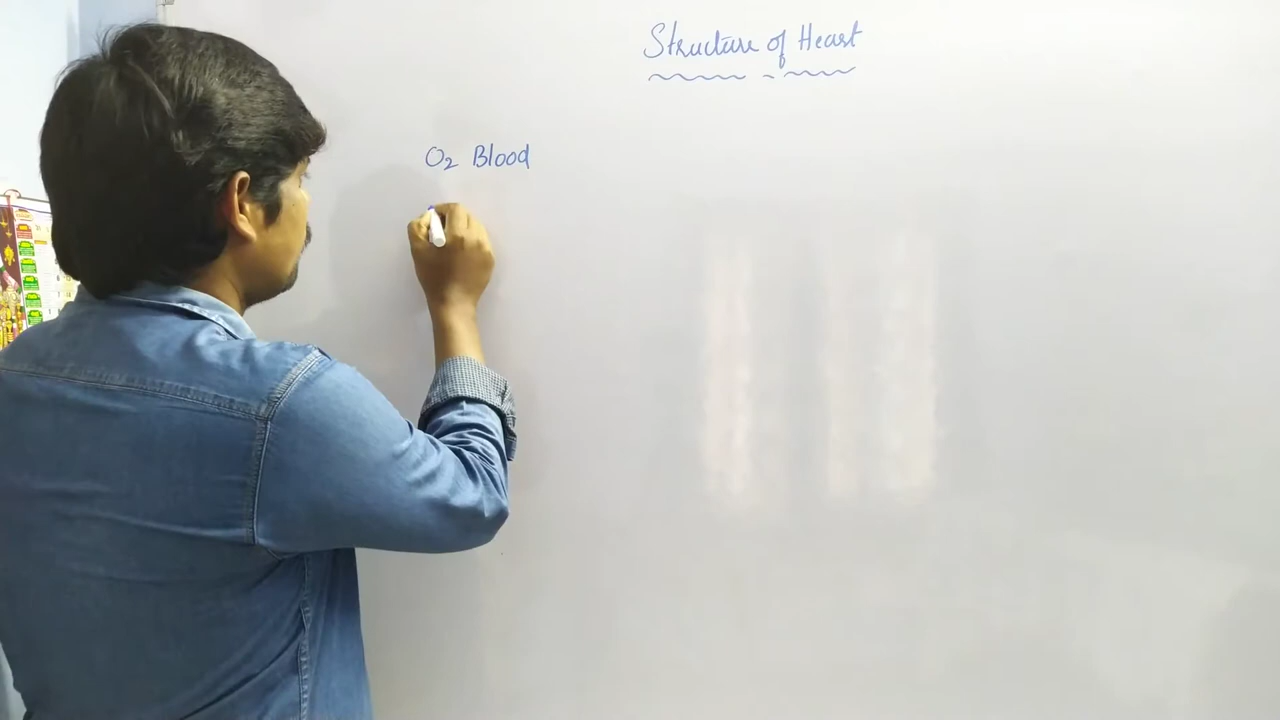 Structure of Heart
O₂ Blood